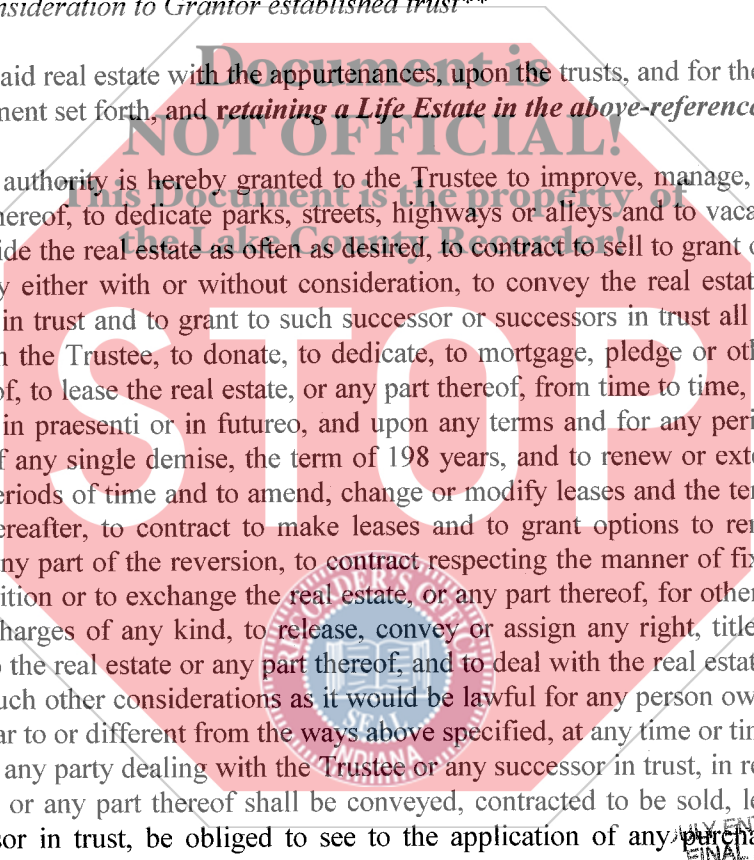 nsideration to Grantor established trust**
aid real estate with the appurtenances, upon the trusts, and for the
Document is
ment set forth, and retaining a Life Estate in the above-reference
NOT OFFICIAL!
authority is hereby granted to the Trustee to improve, manage,
This Document is the property of
hereof, to dedicate parks, streets, highways or alleys and to vaca
the Lake County Recorder!
ide the real estate as often as desired, to contract to sell to grant o
y either with or without consideration, to convey the real estat
in trust and to grant to such successor or successors in trust all
n the Trustee, to donate, to dedicate, to mortgage, pledge or oth
of, to lease the real estate, or any part thereof, from time to time,
STOP
in praesenti or in futureo, and upon any terms and for any peri
f any single demise, the term of 198 years, and to renew or exte
eriods of time and to amend, change or modify leases and the ter
ereafter, to contract to make leases and to grant options to ren
ny part of the reversion, to contract respecting the manner of fix
ition or to exchange the real estate, or any part thereof, for other
harges of any kind, to release, convey or assign any right, title
o the real estate or any part thereof, and to deal with the real estat
uch other considerations as it would be lawful for any person ow
ar to or different from the ways above specified, at any time or tim
any party dealing with the Trustee or any successor in trust, in re
or any part thereof shall be conveyed, contracted to be sold, le
sor in trust, be obliged to see to the application of any purcha
RECORDER'S OFFICE
SEAL
INDIANA
FINAL